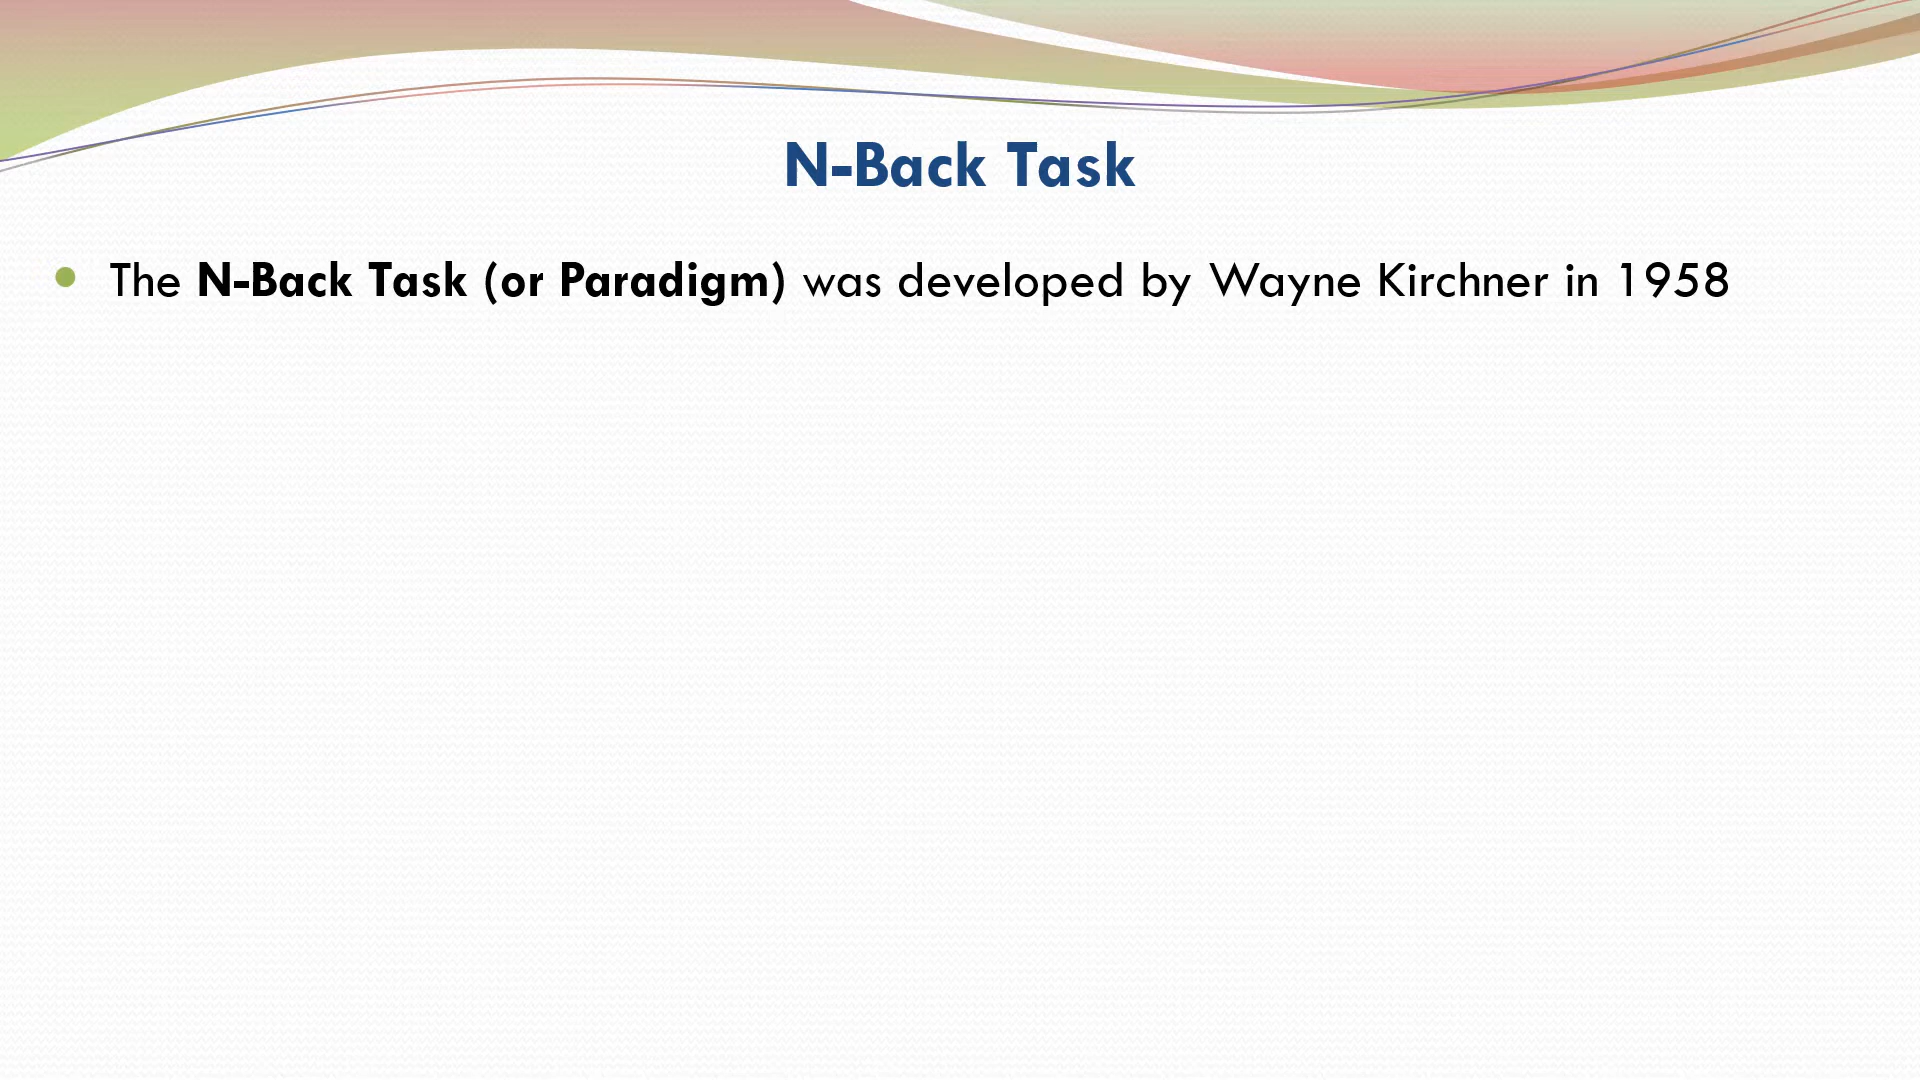 N-Back Task
The N-Back Task (or Paradigm) was developed by Wayne Kirchner in 1958